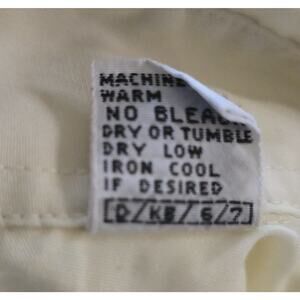 MACHINE
WARM
NO BLEACH
DRY OR TUMBLE
DRY LOW
IRON COOL
IF DESIRED
[D/KB/6/7]